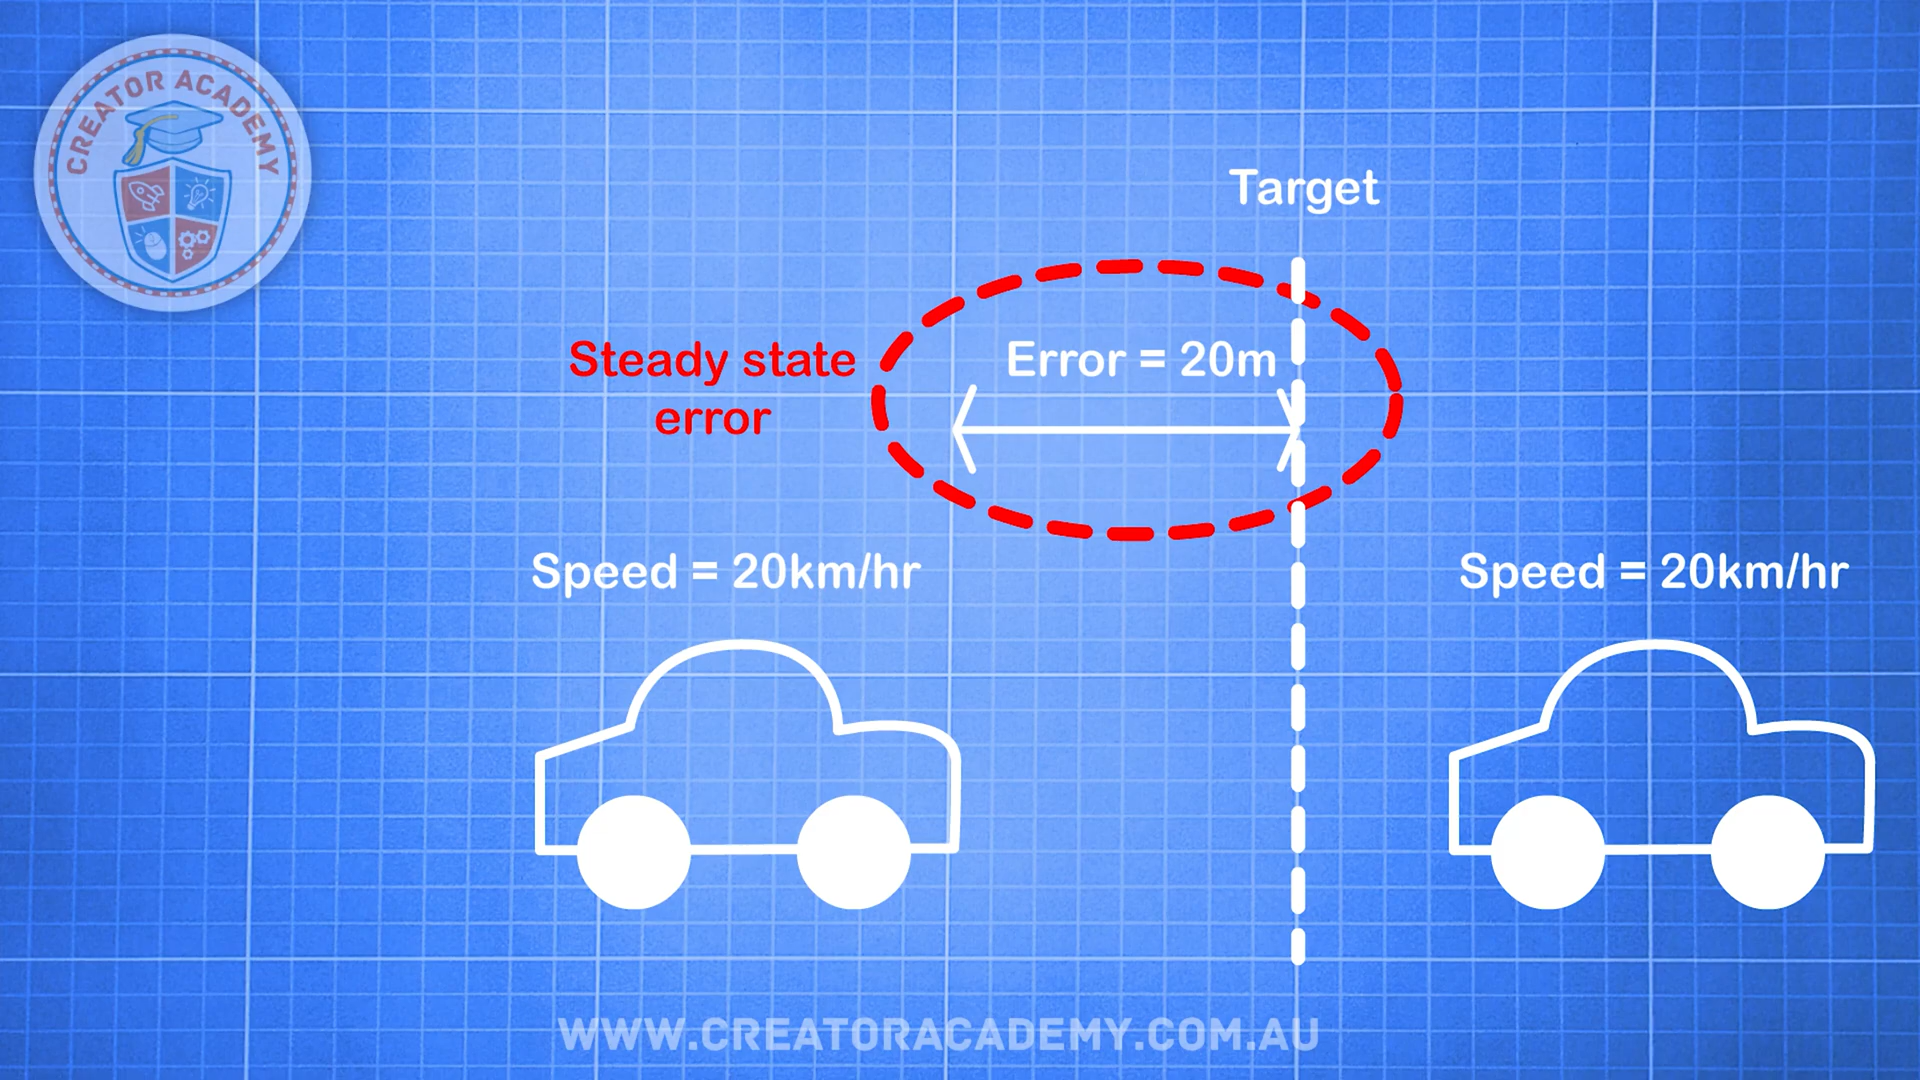 CREATOR ACADEMY
Target
Steady state
error
Error = 20m
Speed = 20km/hr
Speed = 20km/hr
WWW.CREATORACADEMY.COM.AU